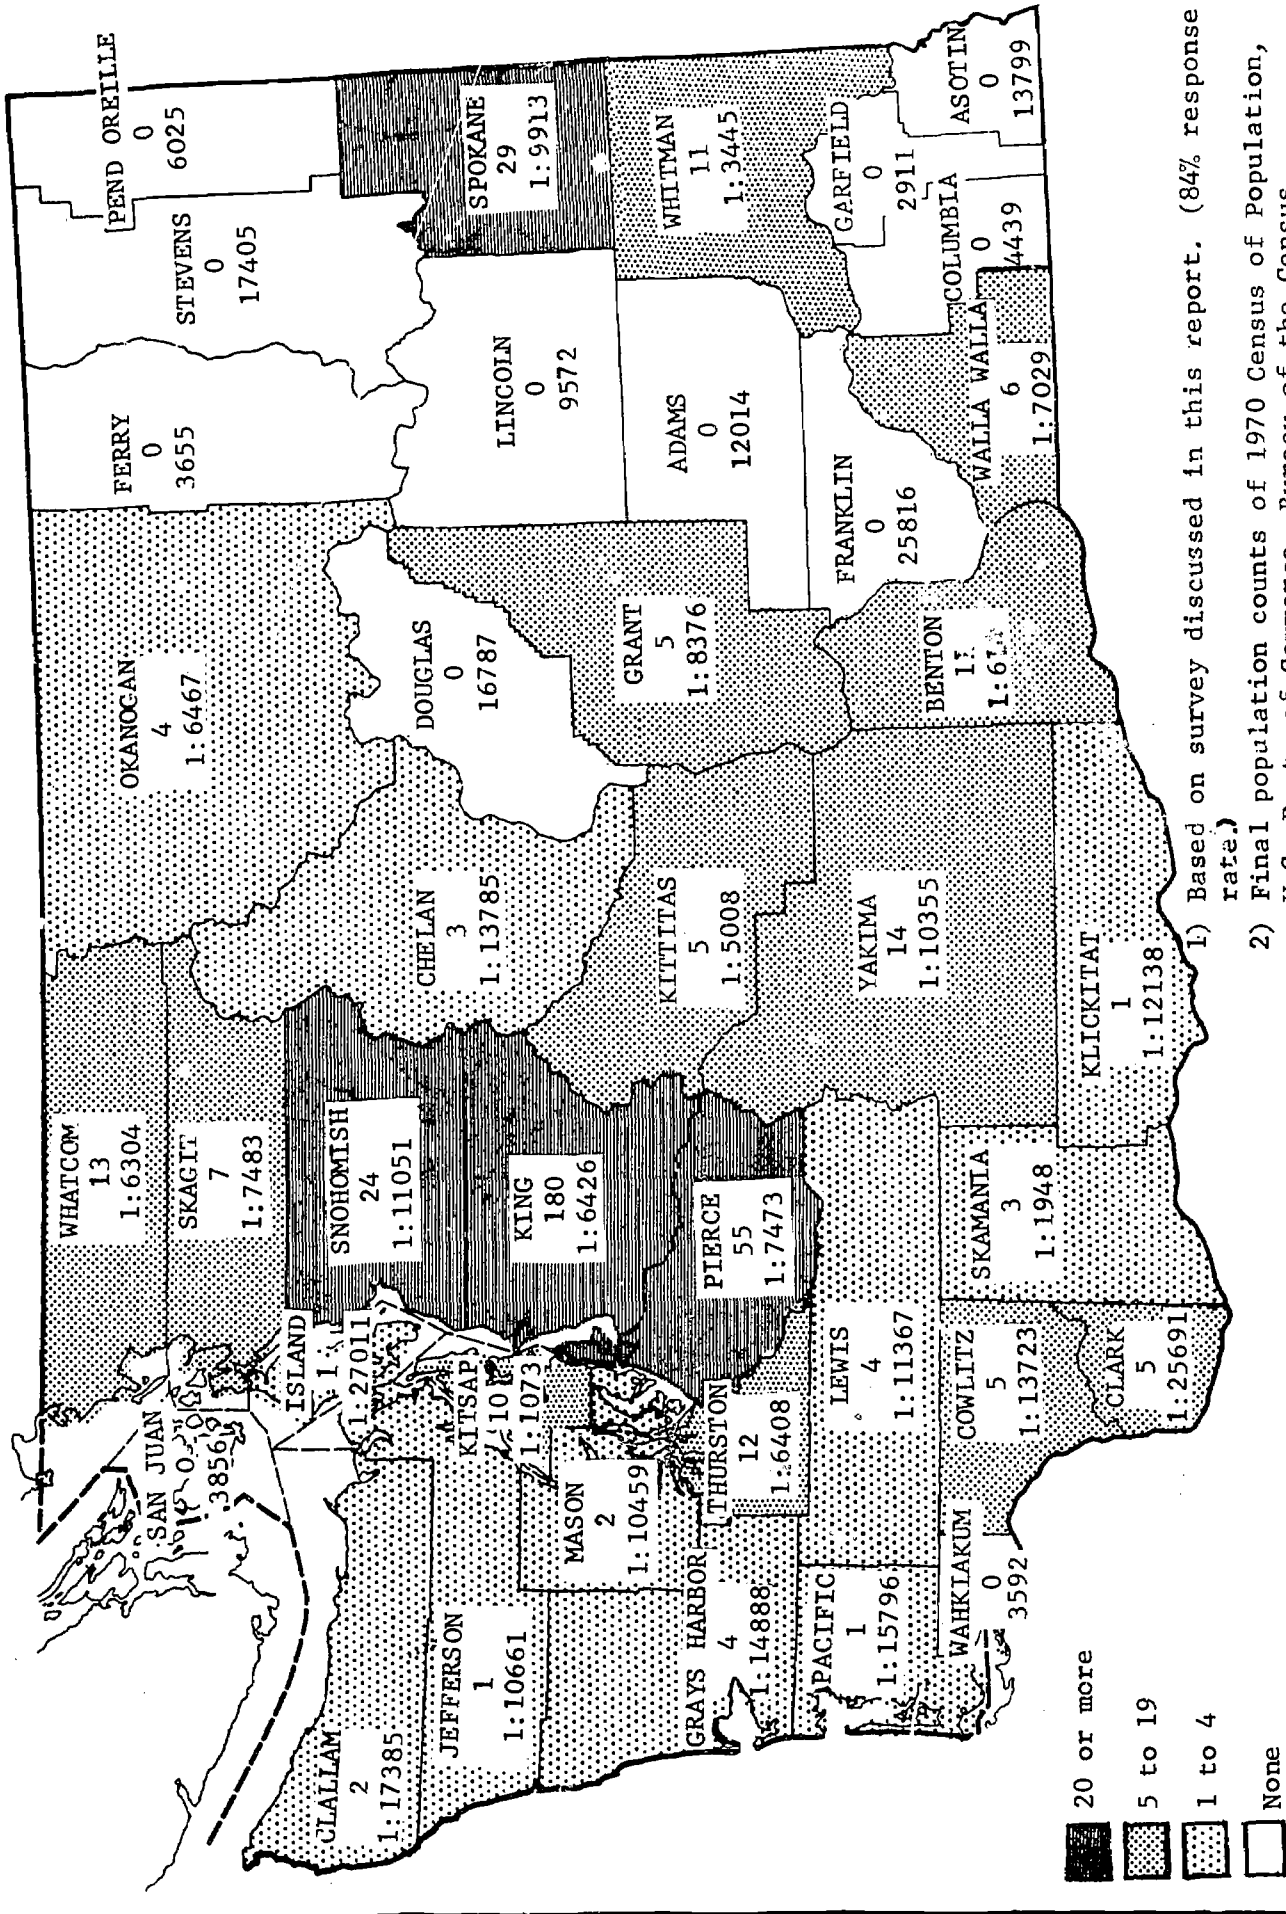 WHATCOM
13
1:6304
SKAGIT
7
1:7483
SAN JUAN
0
3856
ISLAND
1
1:27011
SNOHOMISH
24
1:11051
KING
180
1:6426
PIERCE
55
1:7473
KITSAP
10
CLALLAM
2
1:17385
JEFFERSON
1
1:10661
MASON
2
1:10459
GRAYS HARBOR
4
1:14888
THURSTON
12
1:6408
PACIFIC
1
1:15796
LEWIS
4
1:11367
WAHKIAKUM
0
3592
COWLITZ
5
1:13723
CLARK
5
1:25691
SKAMANIA
3
1:1948
KLICKITAT
1
1:12138
YAKIMA
14
1:10355
KITTITAS
5
1:5008
CHELAN
3
1:13785
OKANOGAN
4
1:6467
DOUGLAS
0
16787
GRANT
5
1:8376
BENTON
FERRY
0
3655
STEVENS
0
17405
PEND OREILLE
0
6025
LINCOLN
0
9572
SPOKANE
29
1:9913
ADAMS
0
12014
WHITMAN
11
1:3445
FRANKLIN
0
25816
WALLA WALLA
6
1:7029
COLUMBIA
0
4439
GARFIELD
0
2911
ASOTIN
0
13799
20 or more
5 to 19
1 to 4
None
1) Based on survey discussed in this report. (84% response
rate.)
2) Final population counts of 1970 Census of Population,